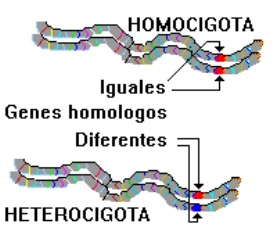 HOMOCIGOTA
Iguales
Genes homologos
Diferentes
HETEROCIGOTA